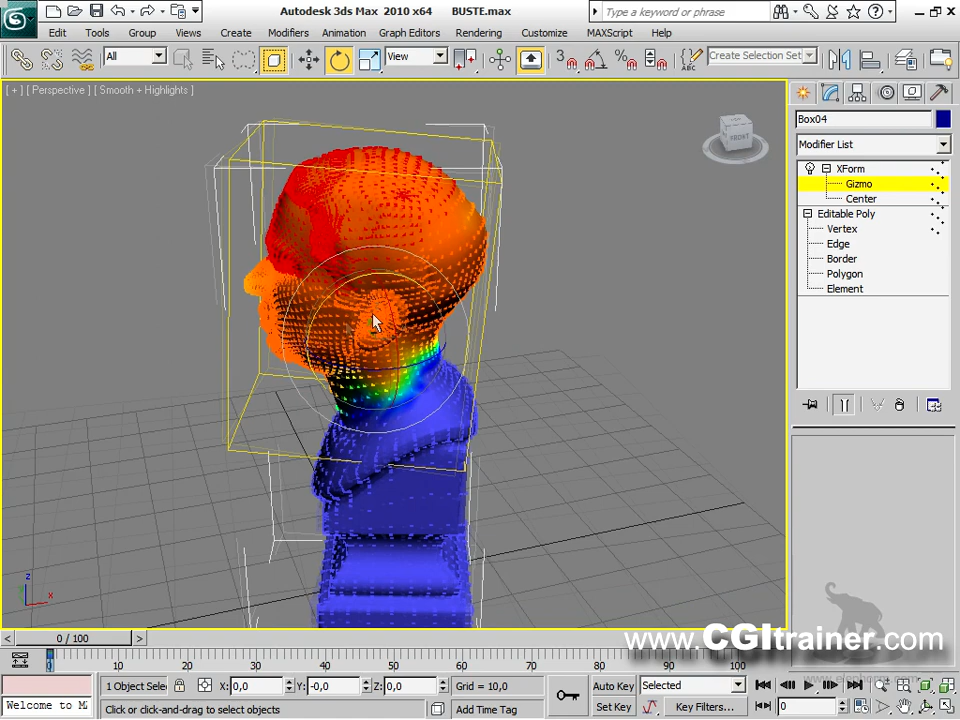 Autodesk 3ds Max 2010 x64 BUSTE.max
Type a keyword or phrase
Edit Tools Group Views Create Modifiers Animation Graph Editors Rendering Customize MAXScript Help
All View 3 Create Selection Set
[ + ] [ Perspective ] [ Smooth + Highlights ]
FRONT
Box04
Modifier List
XForm
Gizmo
Center
Editable Poly
Vertex
Edge
Border
Polygon
Element
z
x
0 / 100
www.CGItrainer.com
0 10 20 30 40 50 60 70 80 90 100
1 Object Selec X: 0,0 Y: -0,0 Z: 0,0 Grid = 10,0 Auto Key Selected
Welcome to M Click or click-and-drag to select objects Add Time Tag Set Key Key Filters... 0